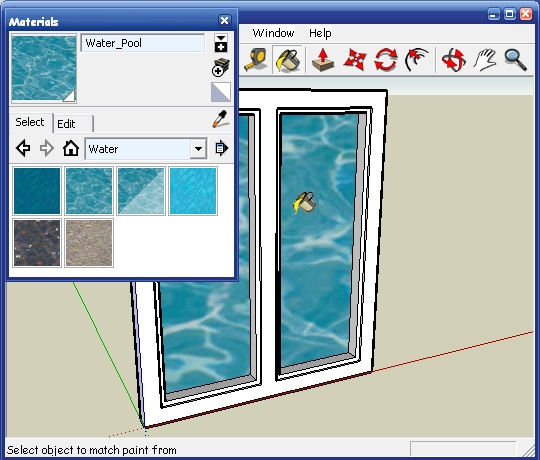 Materials
Window Help
Water_Pool
Select Edit
Water
Select object to match paint from